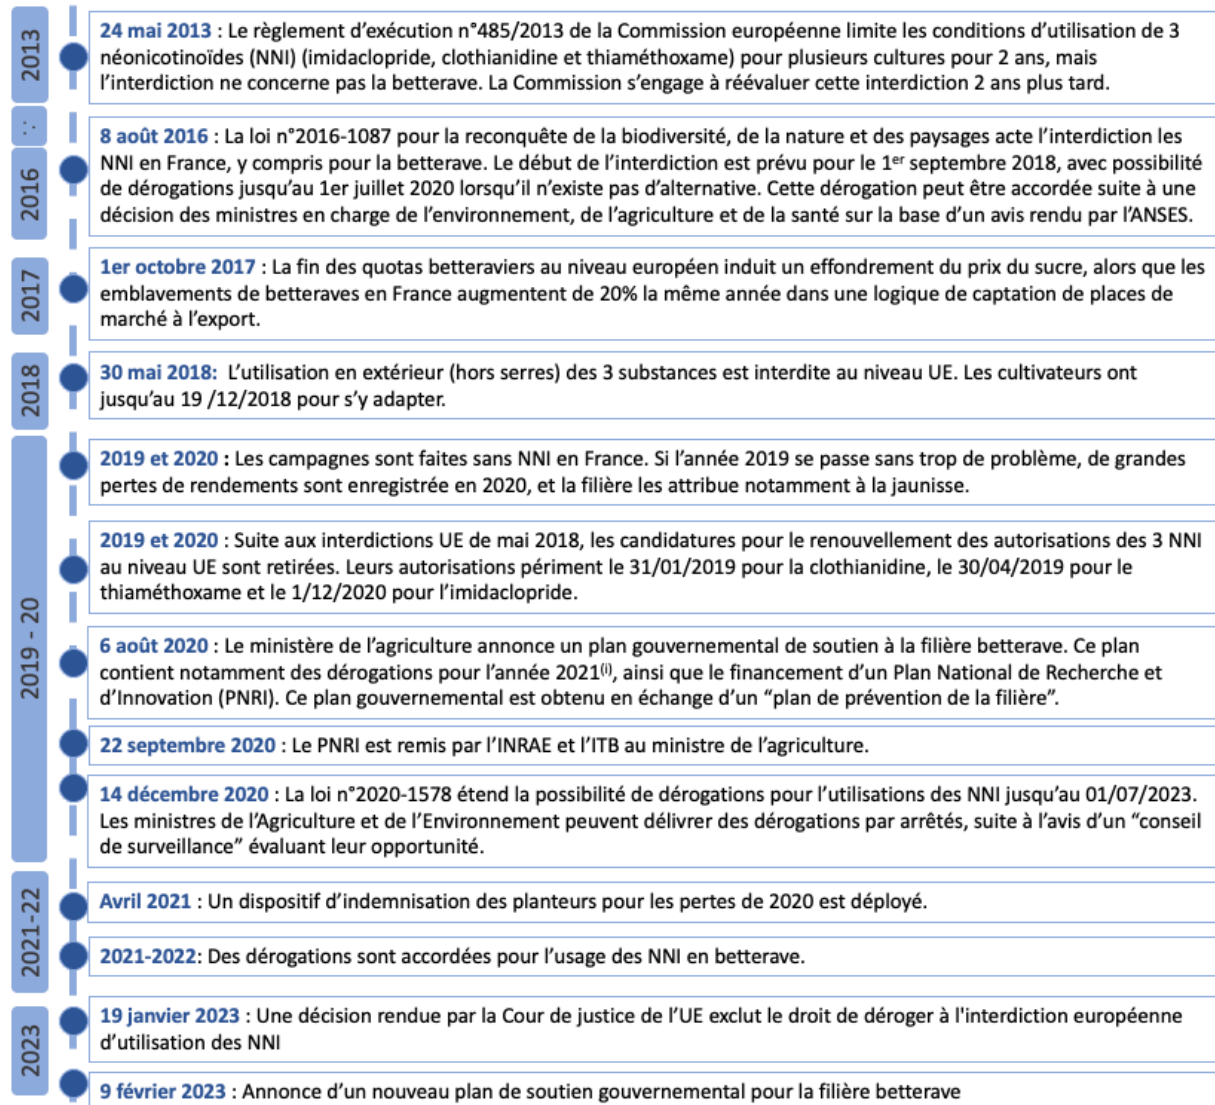 2013
24 mai 2013 : Le règlement d’exécution n°485/2013 de la Commission européenne limite les conditions d’utilisation de 3
néonicotinoïdes (NNI) (imidaclopride, clothianidine et thiaméthoxame) pour plusieurs cultures pour 2 ans, mais
l’interdiction ne concerne pas la betterave. La Commission s’engage à réévaluer cette interdiction 2 ans plus tard.
2016
8 août 2016 : La loi n°2016-1087 pour la reconquête de la biodiversité, de la nature et des paysages acte l’interdiction les
NNI en France, y compris pour la betterave. Le début de l’interdiction est prévu pour le 1er septembre 2018, avec possibilité
de dérogations jusqu’au 1er juillet 2020 lorsqu’il n’existe pas d’alternative. Cette dérogation peut être accordée suite à une
décision des ministres en charge de l’environnement, de l’agriculture et de la santé sur la base d’un avis rendu par l’ANSES.
2017
1er octobre 2017 : La fin des quotas betteraviers au niveau européen induit un effondrement du prix du sucre, alors que les
emblavements de betteraves en France augmentent de 20% la même année dans une logique de captation de places de
marché à l’export.
2018
30 mai 2018: L’utilisation en extérieur (hors serres) des 3 substances est interdite au niveau UE. Les cultivateurs ont
jusqu’au 19 /12/2018 pour s’y adapter.
2019 - 20
2019 et 2020 : Les campagnes sont faites sans NNI en France. Si l’année 2019 se passe sans trop de problème, de grandes
pertes de rendements sont enregistrée en 2020, et la filière les attribue notamment à la jaunisse.
2019 et 2020 : Suite aux interdictions UE de mai 2018, les candidatures pour le renouvellement des autorisations des 3 NNI
au niveau UE sont retirées. Leurs autorisations périment le 31/01/2019 pour la clothianidine, le 30/04/2019 pour le
thiaméthoxame et le 1/12/2020 pour l’imidaclopride.
6 août 2020 : Le ministère de l’agriculture annonce un plan gouvernemental de soutien à la filière betterave. Ce plan
contient notamment des dérogations pour l’année 2021(i), ainsi que le financement d’un Plan National de Recherche et
d’Innovation (PNRI). Ce plan gouvernemental est obtenu en échange d’un “plan de prévention de la filière”.
22 septembre 2020 : Le PNRI est remis par l’INRAE et l’ITB au ministre de l’agriculture.
14 décembre 2020 : La loi n°2020-1578 étend la possibilité de dérogations pour l’utilisations des NNI jusqu’au 01/07/2023.
Les ministres de l’Agriculture et de l’Environnement peuvent délivrer des dérogations par arrêtés, suite à l’avis d’un “conseil
de surveillance” évaluant leur opportunité.
2021-22
Avril 2021 : Un dispositif d’indemnisation des planteurs pour les pertes de 2020 est déployé.
2021-2022: Des dérogations sont accordées pour l’usage des NNI en betterave.
2023
19 janvier 2023 : Une décision rendue par la Cour de justice de l’UE exclut le droit de déroger à l'interdiction européenne
d’utilisation des NNI
9 février 2023 : Annonce d’un nouveau plan de soutien gouvernemental pour la filière betterave